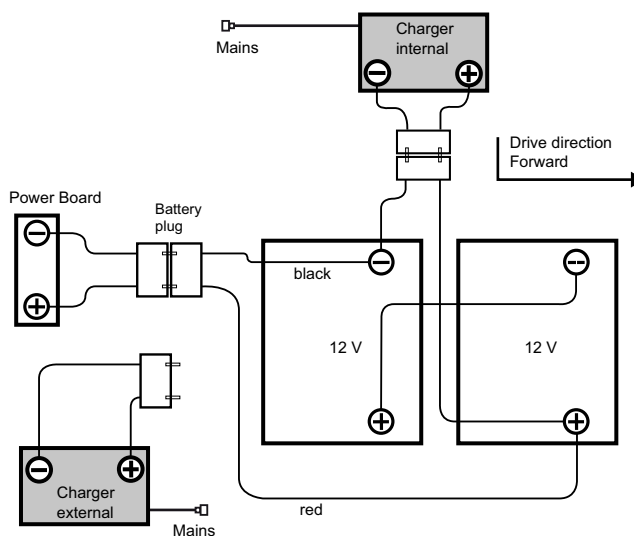 Charger
internal
Mains
Drive direction
Forward
Power Board
Battery
plug
black
12 V
12 V
Charger
external
Mains
red